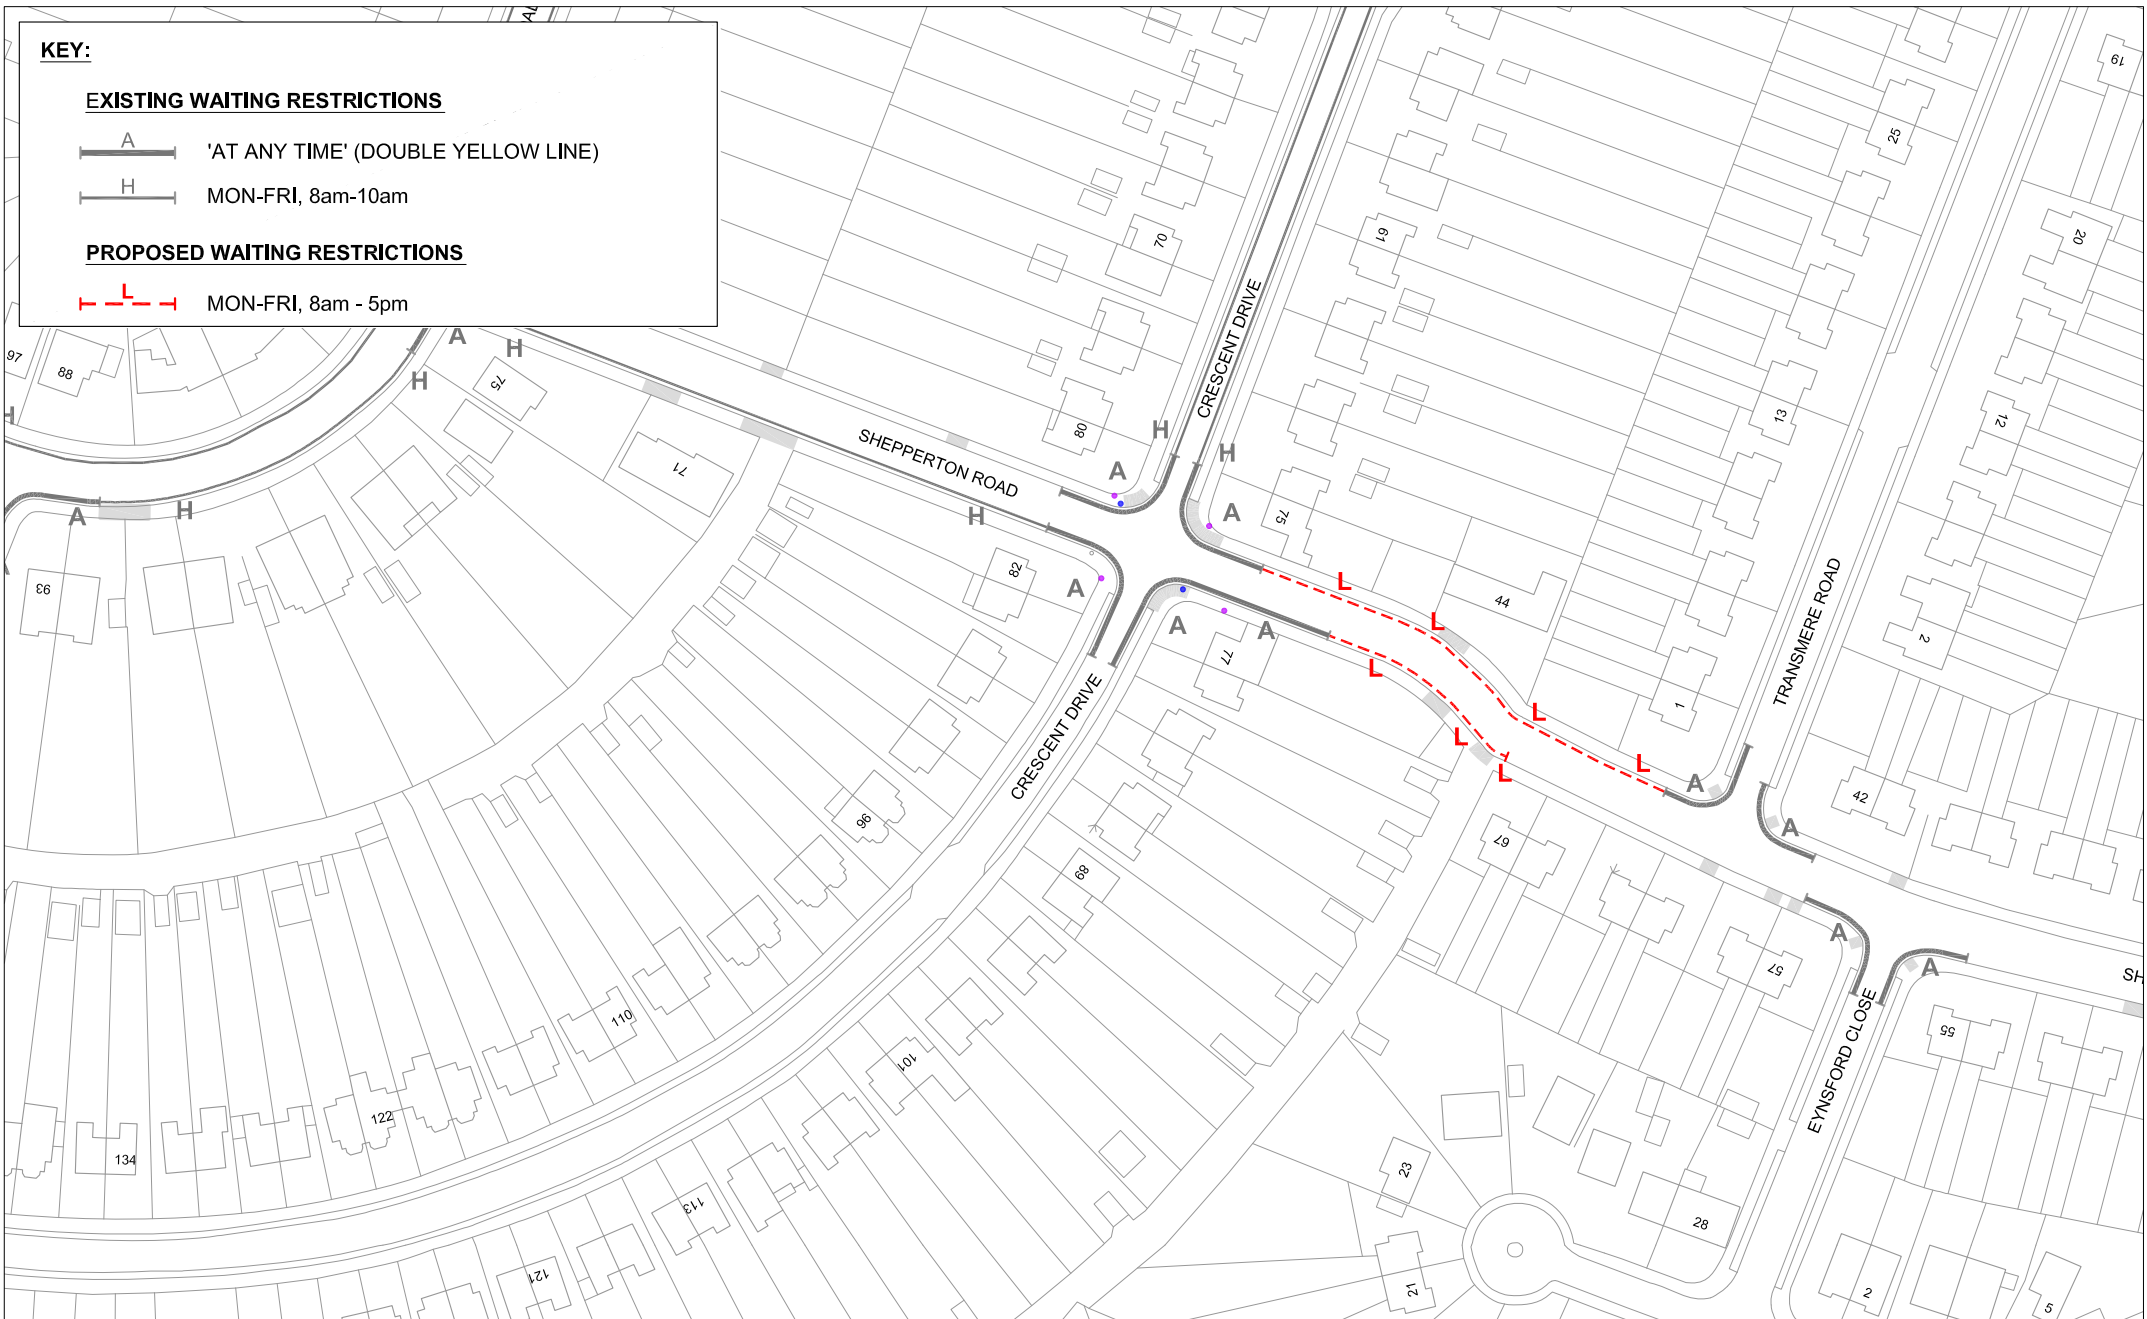 KEY:
EXISTING WAITING RESTRICTIONS
A
'AT ANY TIME' (DOUBLE YELLOW LINE)
H
MON-FRI, 8am-10am
PROPOSED WAITING RESTRICTIONS
L
MON-FRI, 8am - 5pm
19
25
20
70
61
CRESCENT DRIVE
A
H
97
88
H
75
H
H
80
H
SHEPPERTON ROAD
71
A
H
13
12
A
H
H
A
75
93
82
A
L
44
TRANSMERE ROAD
2
A
A
77
L
L
1
CRESCENT DRIVE
L
L
L
L
A
42
A
67
96
89
57
A
A
SH
EYNSFORD CLOSE
55
110
101
122
134
113
23
28
121
21
2
5